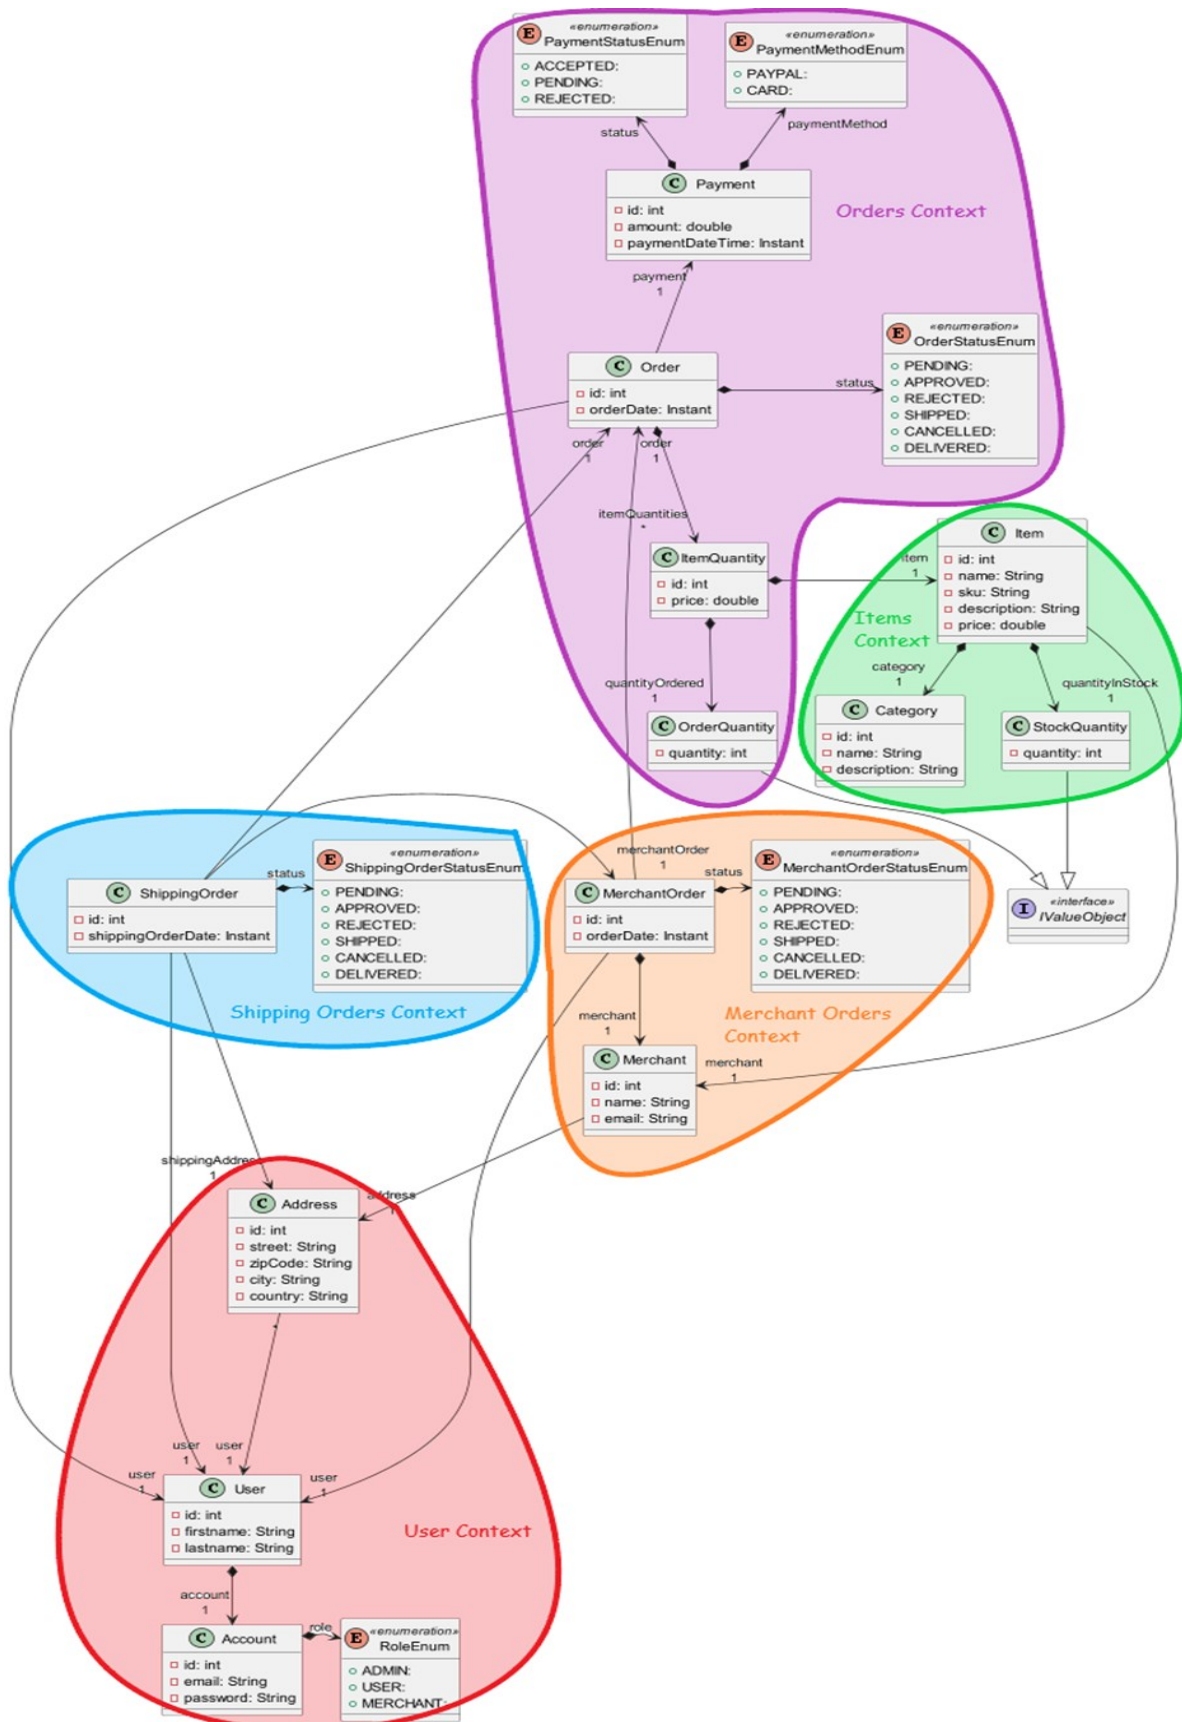 «enumeration»
E PaymentStatusEnum
ACCEPTED:
PENDING:
REJECTED:
«enumeration»
E PaymentMethodEnum
PAYPAL:
CARD:
status
paymentMethod
C Payment
id: int
amount: double
paymentDateTime: Instant
Orders Context
payment
1
«enumeration»
E OrderStatusEnum
PENDING:
APPROVED:
REJECTED:
SHIPPED:
CANCELLED:
DELIVERED:
C Order
id: int
orderDate: Instant
status
order
1
order
1
itemQuantities
*
C ItemQuantity
id: int
price: double
item
1
C Item
id: int
name: String
sku: String
description: String
price: double
Items
Context
category
1
quantityInStock
1
quantityOrdered
1
C OrderQuantity
quantity: int
C Category
id: int
name: String
description: String
C StockQuantity
quantity: int
C ShippingOrder
id: int
shippingOrderDate: Instant
status
«enumeration»
E ShippingOrderStatusEnum
PENDING:
APPROVED:
REJECTED:
SHIPPED:
CANCELLED:
DELIVERED:
Shipping Orders Context
merchantOrder
1
C MerchantOrder
id: int
orderDate: Instant
status
«enumeration»
E MerchantOrderStatusEnum
PENDING:
APPROVED:
REJECTED:
SHIPPED:
CANCELLED:
DELIVERED:
«interface»
I IValueObject
Merchant Orders
Context
merchant
1
C Merchant
id: int
name: String
email: String
merchant
1
shippingAddress
1
address
1
C Address
id: int
street: String
zipCode: String
city: String
country: String
*
user
1
user
1
user
1
user
1
C User
id: int
firstname: String
lastname: String
User Context
account
1
C Account
id: int
email: String
password: String
role
«enumeration»
E RoleEnum
ADMIN:
USER:
MERCHANT: